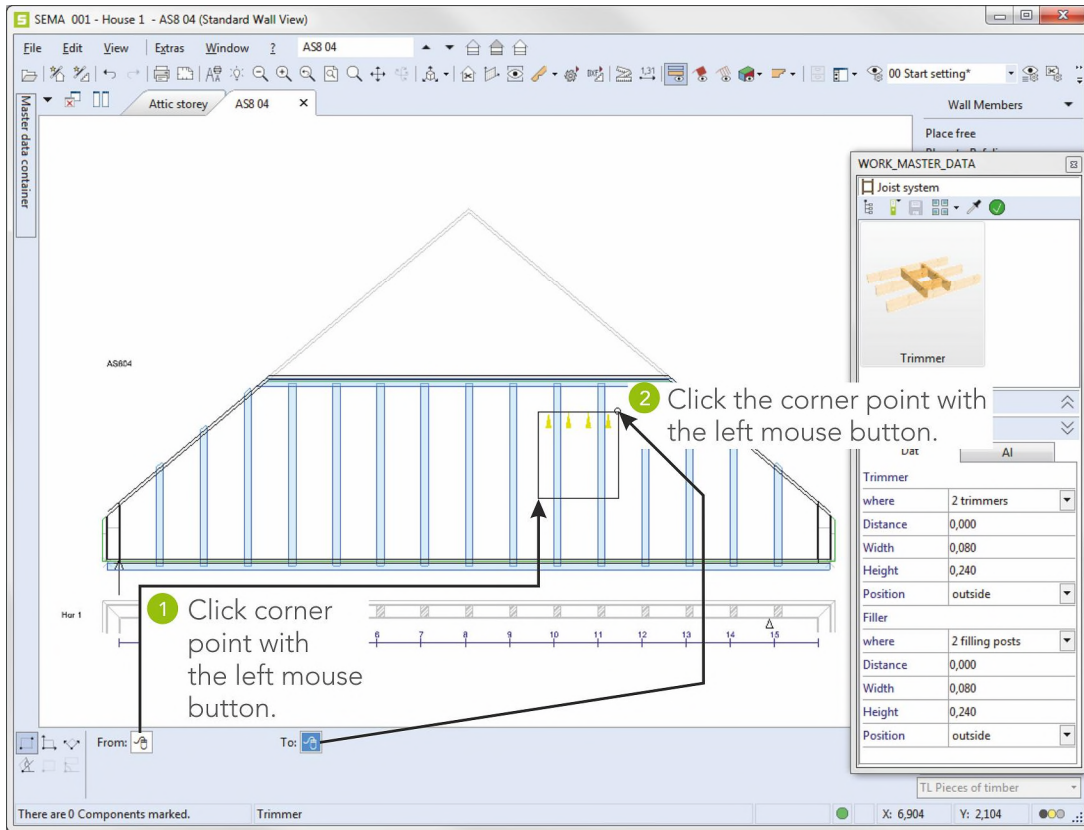 SEMA 001 - House 1 - AS8 04 (Standard Wall View)
File Edit View Extras Window ? AS8 04
00 Start setting*
Master data container
Attic storey AS8 04
Wall Members
Place free
WORK_MASTER_DATA
Joist system
Trimmer
AS804
2 Click the corner point with
the left mouse button.
Dat AI
Trimmer
where 2 trimmers
Distance 0,000
Width 0,080
Height 0,240
Position outside
Filler
where 2 filling posts
Distance 0,000
Width 0,080
Height 0,240
Position outside
Har 1
1 Click corner
point with
the left mouse
button.
6 7 8 9 10 11 12 13 14 15
From: To:
TL Pieces of timber
There are 0 Components marked. Trimmer X: 6,904 Y: 2,104